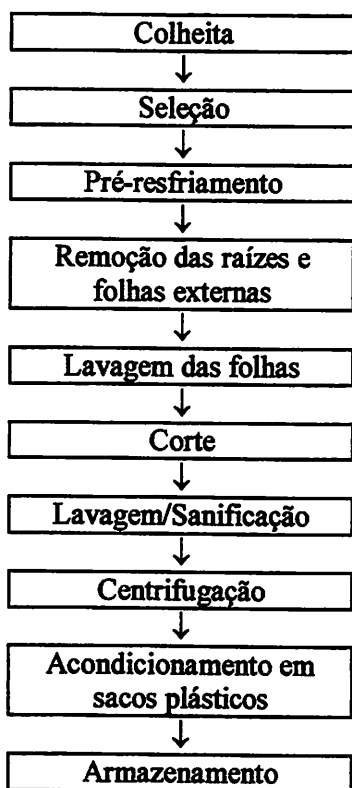 Colheita
Seleção
Pré-resfriamento
Remoção das raízes e
folhas externas
Lavagem das folhas
Corte
Lavagem/Sanificação
Centrifugação
Acondicionamento em
sacos plásticos
Armazenamento